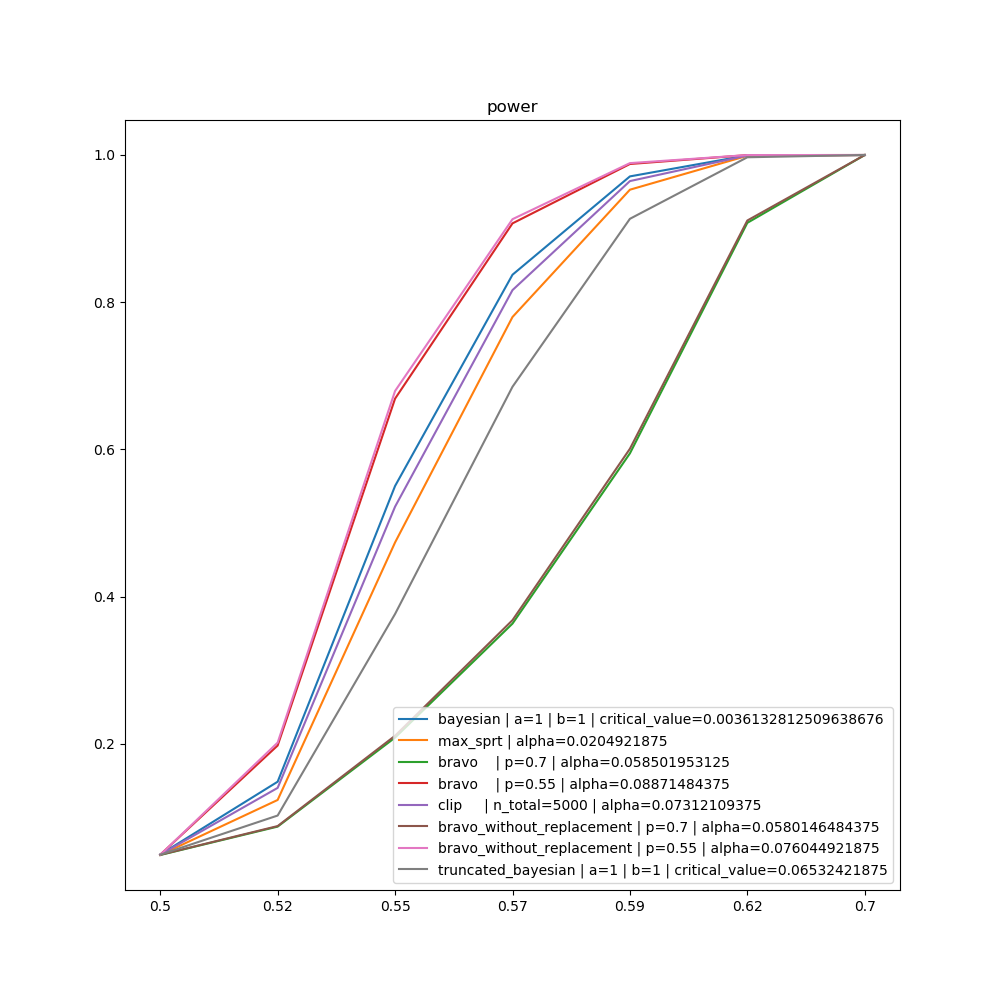 power
1.0
0.8
0.6
0.4
0.2
bayesian | a=1 | b=1 | critical_value=0.0036132812509638676
max_sprt | alpha=0.0204921875
bravo    | p=0.7 | alpha=0.058501953125
bravo    | p=0.55 | alpha=0.08871484375
clip     | n_total=5000 | alpha=0.07312109375
bravo_without_replacement | p=0.7 | alpha=0.0580146484375
bravo_without_replacement | p=0.55 | alpha=0.076044921875
truncated_bayesian | a=1 | b=1 | critical_value=0.06532421875
0.5 0.52 0.55 0.57 0.59 0.62 0.7